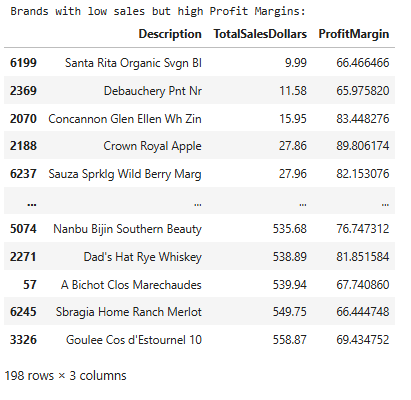 Brands with low sales but high Profit Margins:
Description TotalSalesDollars ProfitMargin
6199 Santa Rita Organic Svgn Bl 9.99 66.466466
2369 Debauchery Pnt Nr 11.58 65.975820
2070 Concannon Glen Ellen Wh Zin 15.95 83.448276
2188 Crown Royal Apple 27.86 89.806174
6237 Sauza Sprklg Wild Berry Marg 27.96 82.153076
... ... ... ...
5074 Nanbu Bijin Southern Beauty 535.68 76.747312
2271 Dad's Hat Rye Whiskey 538.89 81.851584
57 A Bichot Clos Marechaudes 539.94 67.740860
6245 Sbragia Home Ranch Merlot 549.75 66.444748
3326 Goulee Cos d'Estournel 10 558.87 69.434752
198 rows × 3 columns